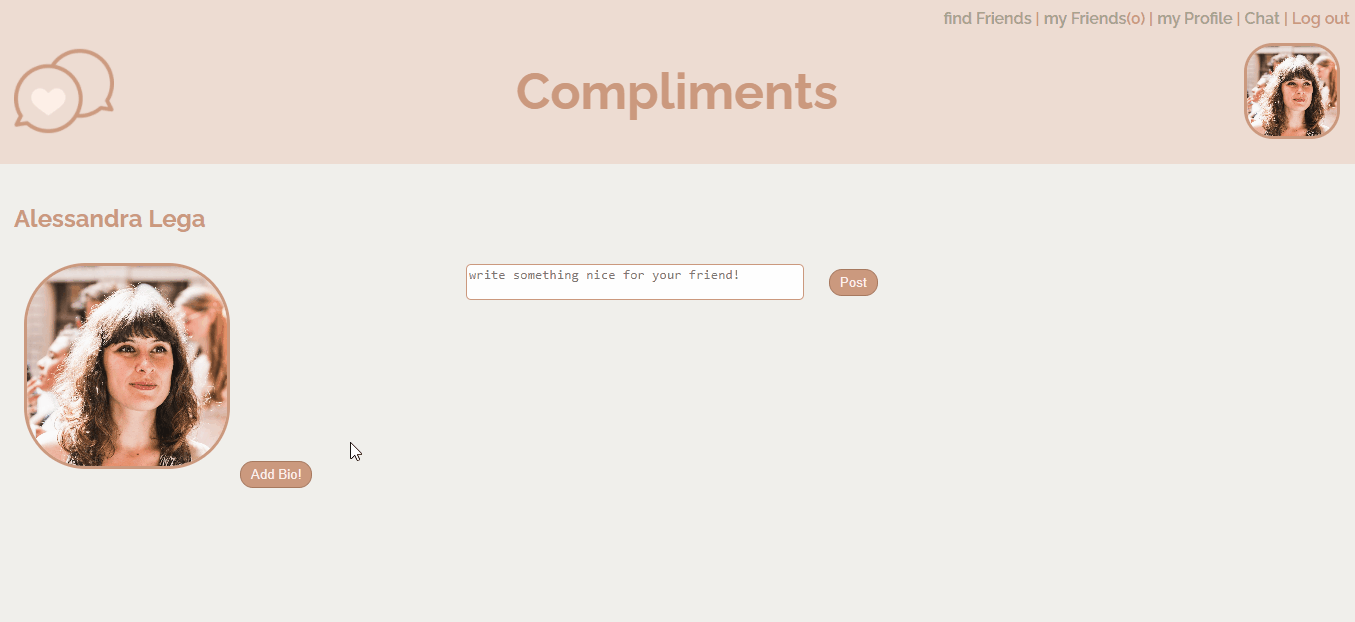 find Friends | my Friends(0) | my Profile | Chat | Log out
Compliments
Alessandra Lega
write something nice for your friend!
Post
Add Bio!